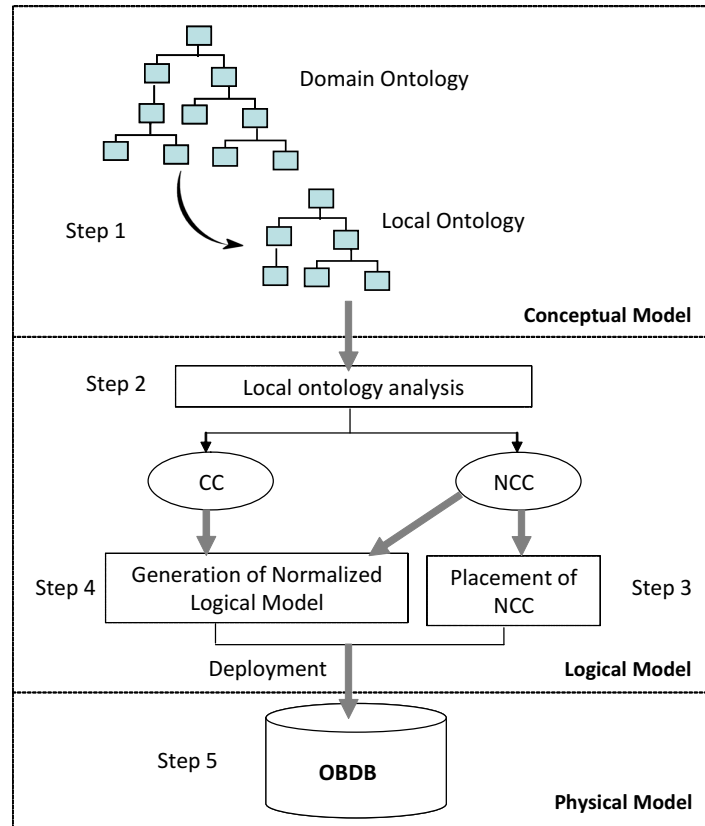 Domain Ontology
Step 1
Local Ontology
Conceptual Model
Step 2
Local ontology analysis
CC
NCC
Step 4
Generation of Normalized
Logical Model
Placement of
NCC
Step 3
Deployment
Logical Model
Step 5
OBDB
Physical Model